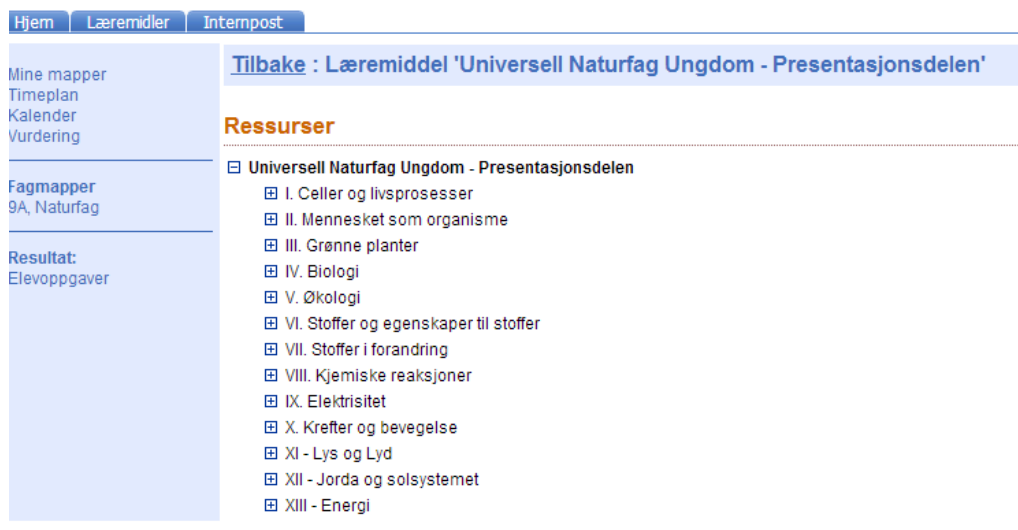 Hjem Læremidler Internpost
Mine mapper
Timeplan
Kalender
Vurdering
Fagmapper
9A, Naturfag
Resultat:
Elevoppgaver
Tilbake : Læremiddel 'Universell Naturfag Ungdom - Presentasjonsdelen'
Ressurser
Universell Naturfag Ungdom - Presentasjonsdelen
I. Celler og livsprosesser
II. Mennesket som organisme
III. Grønne planter
IV. Biologi
V. Økologi
VI. Stoffer og egenskaper til stoffer
VII. Stoffer i forandring
VIII. Kjemiske reaksjoner
IX. Elektrisitet
X. Krefter og bevegelse
XI - Lys og Lyd
XII - Jorda og solsystemet
XIII - Energi